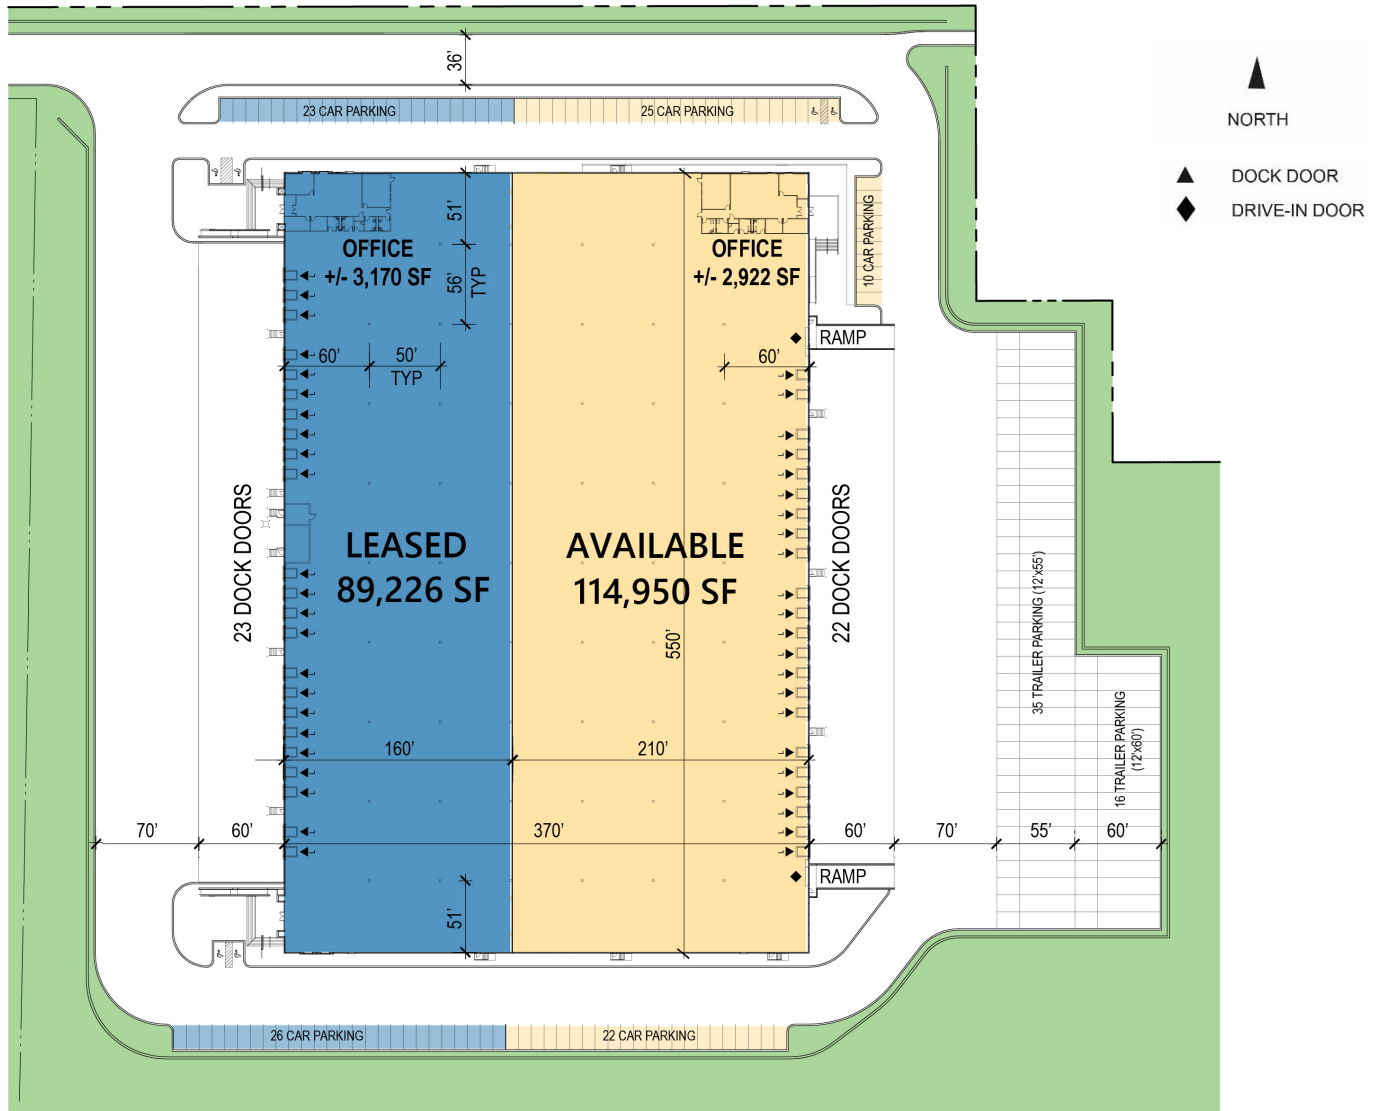 36'
23 CAR PARKING
25 CAR PARKING
NORTH
DOCK DOOR
DRIVE-IN DOOR
51'
10 CAR PARKING
OFFICE
+/- 3,170 SF
56'
TYP
OFFICE
+/- 2,922 SF
RAMP
60'
50'
TYP
60'
23 DOCK DOORS
LEASED
89,226 SF
AVAILABLE
114,950 SF
22 DOCK DOORS
550'
35 TRAILER PARKING (12'x55')
16 TRAILER PARKING
(12'x60')
160'
210'
70'
60'
370'
60'
70'
55'
60'
RAMP
51'
26 CAR PARKING
22 CAR PARKING